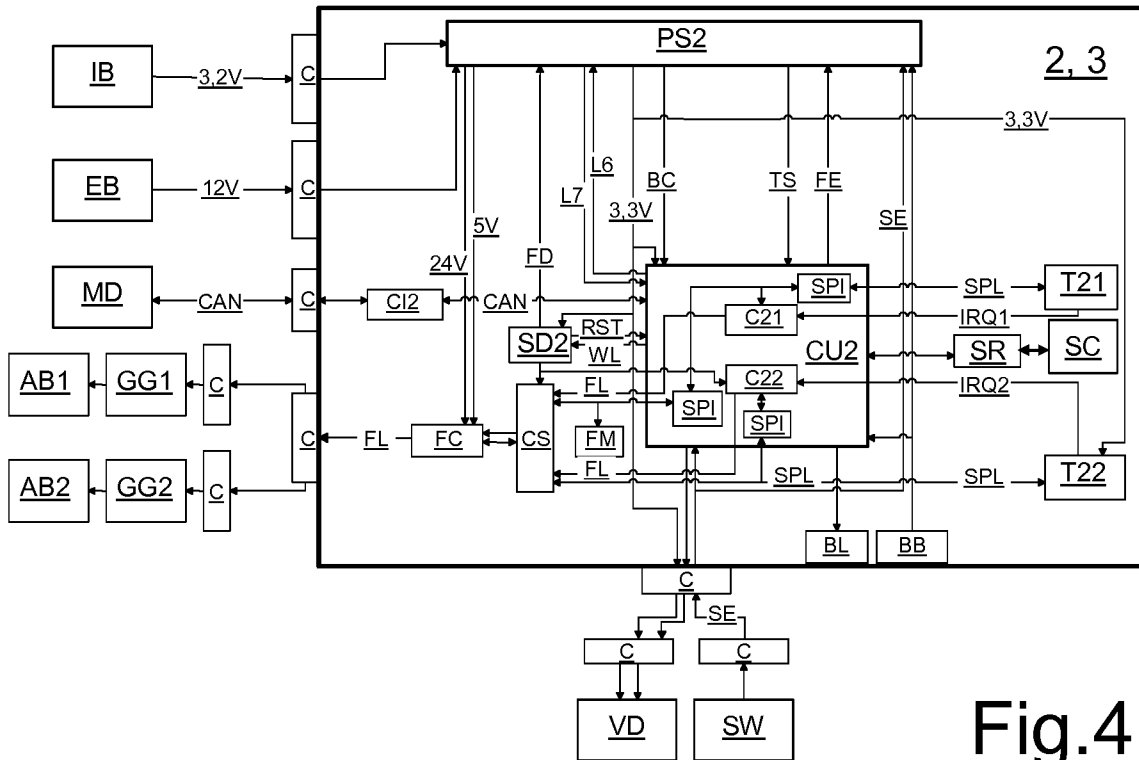 PS2
2, 3
IB
3,2V
C
3,3V
EB
12V
C
L6
L7
BC
3,3V
TS
FE
SE
5V
24V
FD
MD
CAN
C
CI2
CAN
SPI
SPL
T21
C21
IRQ1
SD2
RST
WL
CU2
SR
SC
AB1
GG1
C
FL
C22
IRQ2
SPI
SPI
C
FL
FC
CS
FM
FL
SPL
SPL
T22
AB2
GG2
C
BL
BB
C
SE
C
C
VD
SW
Fig.4